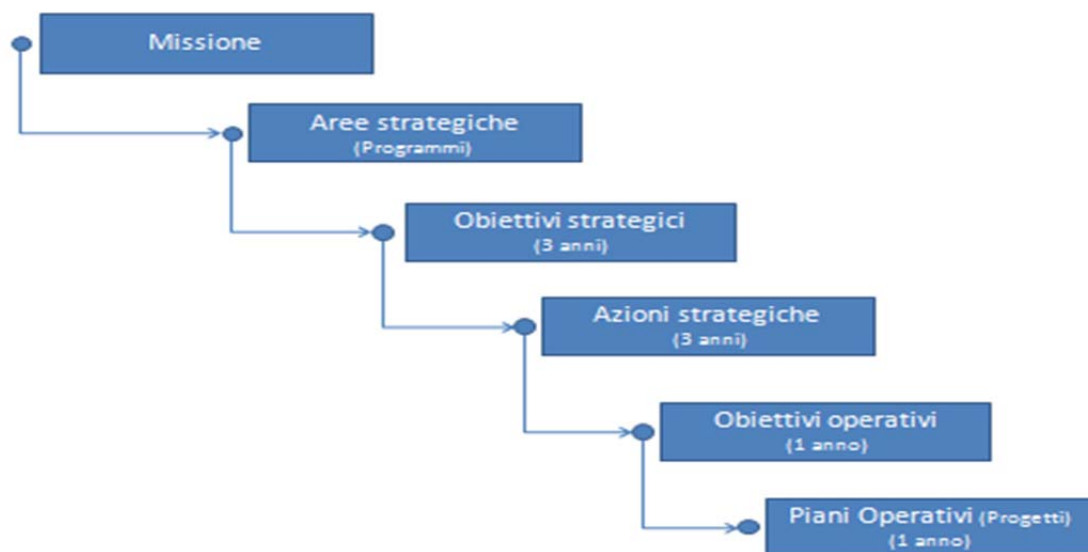 Missione
Aree strategiche
(Programmi)
Obiettivi strategici
(3 anni)
Azioni strategiche
(3 anni)
Obiettivi operativi
(1 anno)
Piani Operativi (Progetti)
(1 anno)